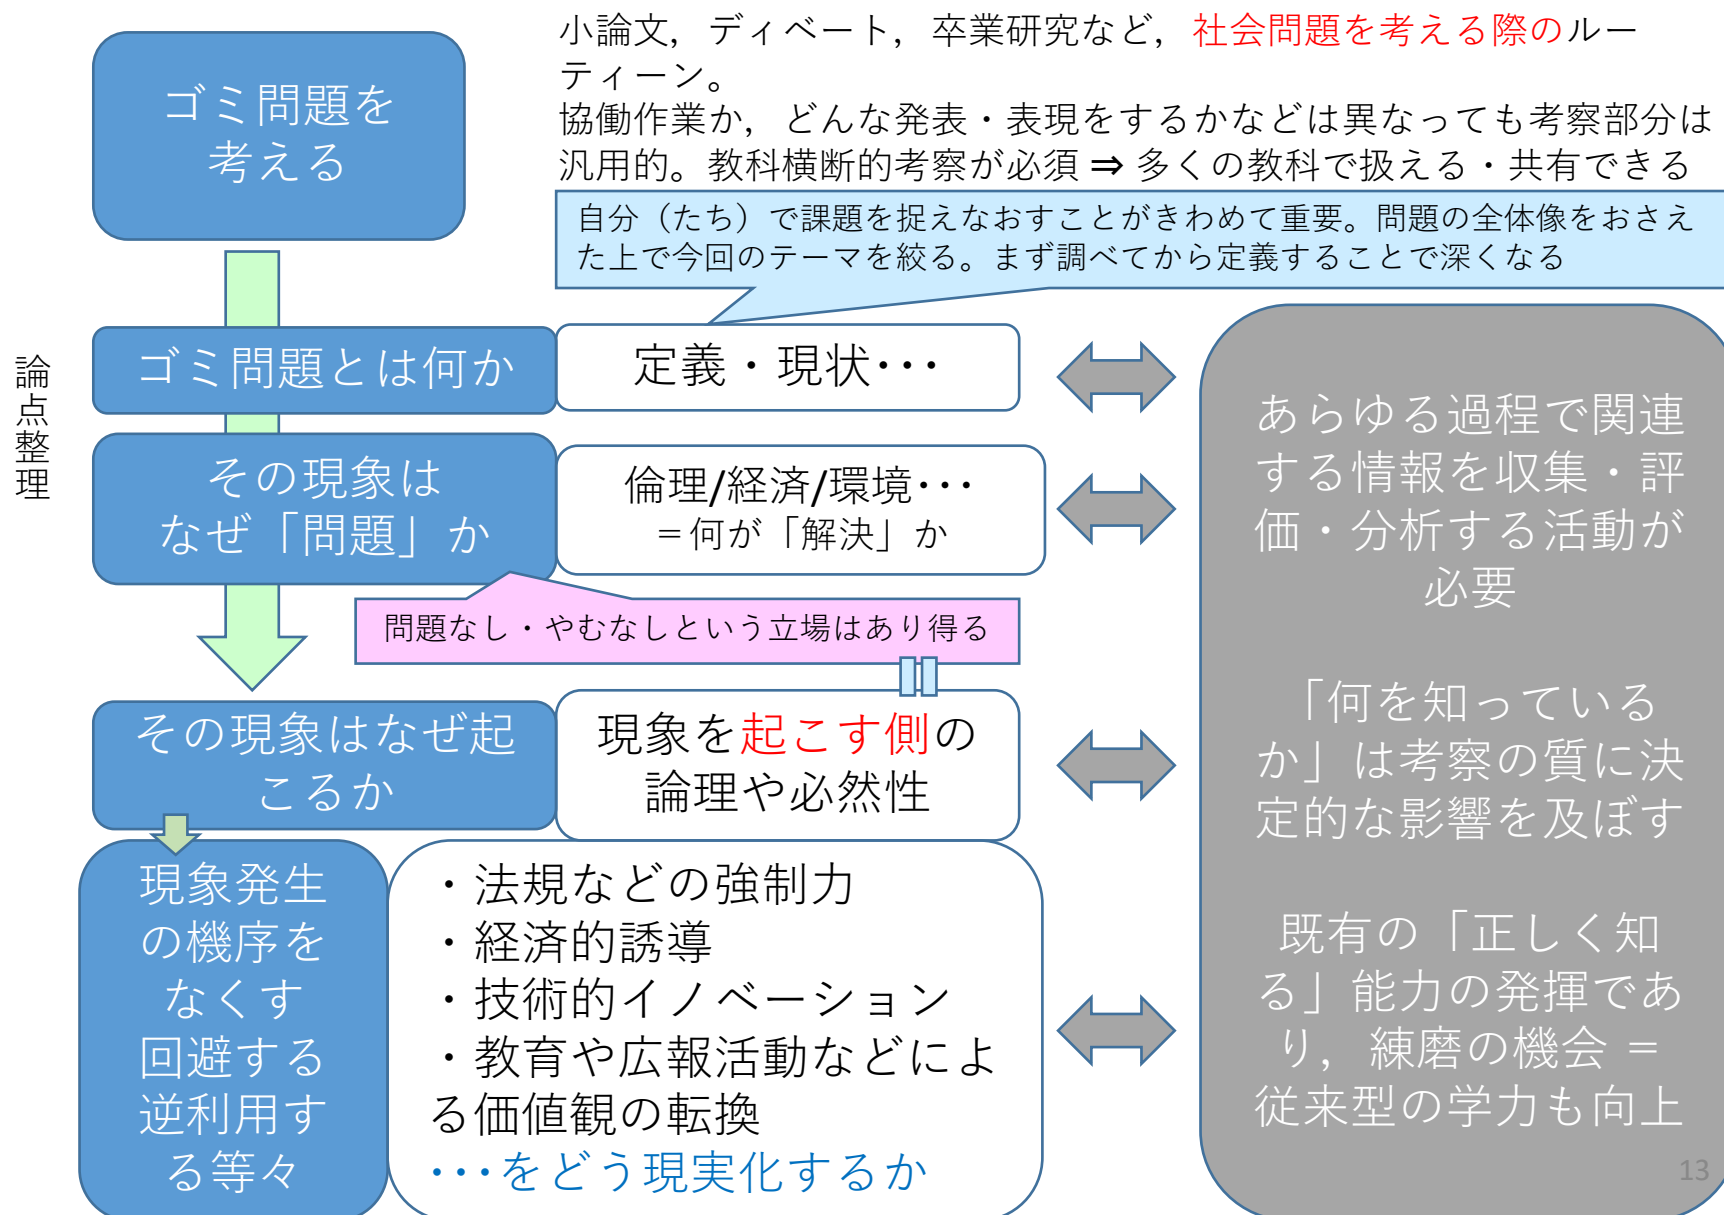 小論文，ディベート，卒業研究など，社会問題を考える際のルー
ティーン。
協働作業か，どんな発表・表現をするかなどは異なっても考察部分は
汎用的。教科横断的考察が必須 ⇒ 多くの教科で扱える・共有できる
ゴミ問題を
考える
自分（たち）で課題を捉えなおすことがきわめて重要。問題の全体像をおさえ
た上で今回のテーマを絞る。まず調べてから定義することで深くなる
論点整理
ゴミ問題とは何か
定義・現状･･･
その現象は
なぜ「問題」か
倫理/経済/環境･･･
＝何が「解決」か
問題なし・やむなしという立場はあり得る
その現象はなぜ起
こるか
現象を起こす側の
論理や必然性
現象発生
の機序を
なくす
回避する
逆利用す
る等々
・法規などの強制力
・経済的誘導
・技術的イノベーション
・教育や広報活動などによ
る価値観の転換
･･･をどう現実化するか
あらゆる過程で関連
する情報を収集・評
価・分析する活動が
必要
「何を知っている
か」は考察の質に決
定的な影響を及ぼす
既有の「正しく知
る」能力の発揮であ
り，練磨の機会 ＝
従来型の学力も向上
13